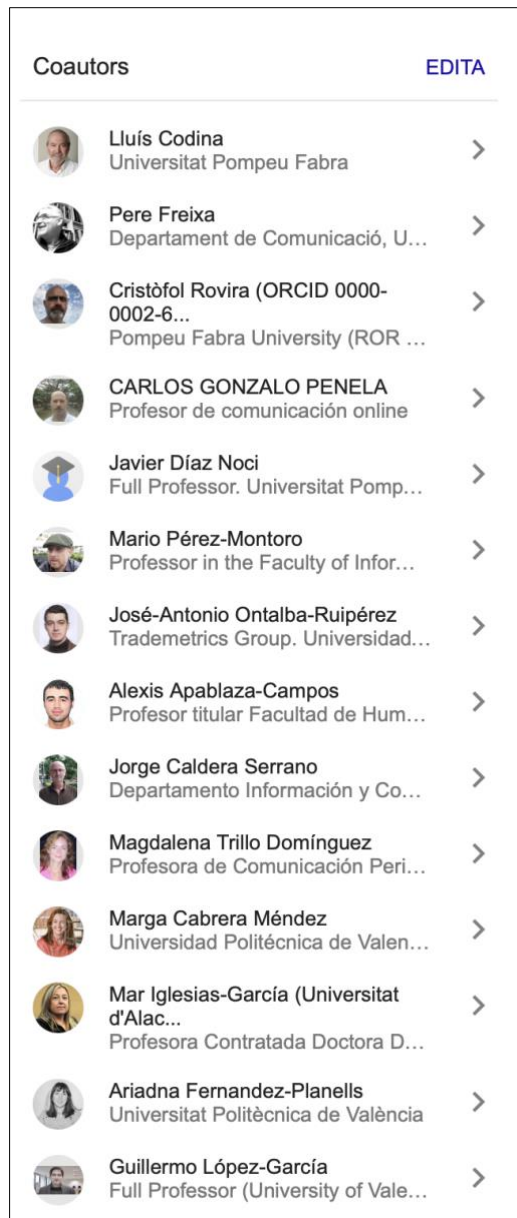 Coautors EDITA
Lluís Codina
Universitat Pompeu Fabra
Pere Freixa
Departament de Comunicació, U...
Cristòfol Rovira (ORCID 0000-
0002-6...
Pompeu Fabra University (ROR ...
CARLOS GONZALO PENELA
Profesor de comunicación online
Javier Díaz Noci
Full Professor. Universitat Pomp...
Mario Pérez-Montoro
Professor in the Faculty of Infor...
José-Antonio Ontalba-Ruipérez
Trademetrics Group. Universidad...
Alexis Apablaza-Campos
Profesor titular Facultad de Hum...
Jorge Caldera Serrano
Departamento Información y Co...
Magdalena Trillo Domínguez
Profesora de Comunicación Peri...
Marga Cabrera Méndez
Universidad Politécnica de Valen...
Mar Iglesias-García (Universitat
d'Alac...
Profesora Contratada Doctora D...
Ariadna Fernandez-Planells
Universitat Politècnica de València
Guillermo López-García
Full Professor (University of Vale...